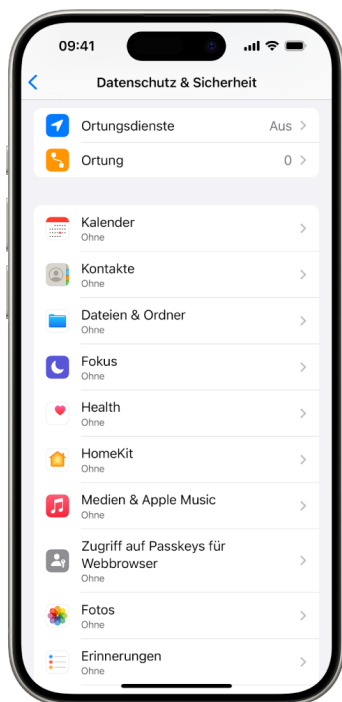 09:41
Datenschutz & Sicherheit
Ortungsdienste Aus
Ortung 0
Kalender
Ohne
Kontakte
Ohne
Dateien & Ordner
Ohne
Fokus
Ohne
Health
Ohne
HomeKit
Ohne
Medien & Apple Music
Ohne
Zugriff auf Passkeys für
Webbrowser
Ohne
Fotos
Ohne
Erinnerungen
Ohne